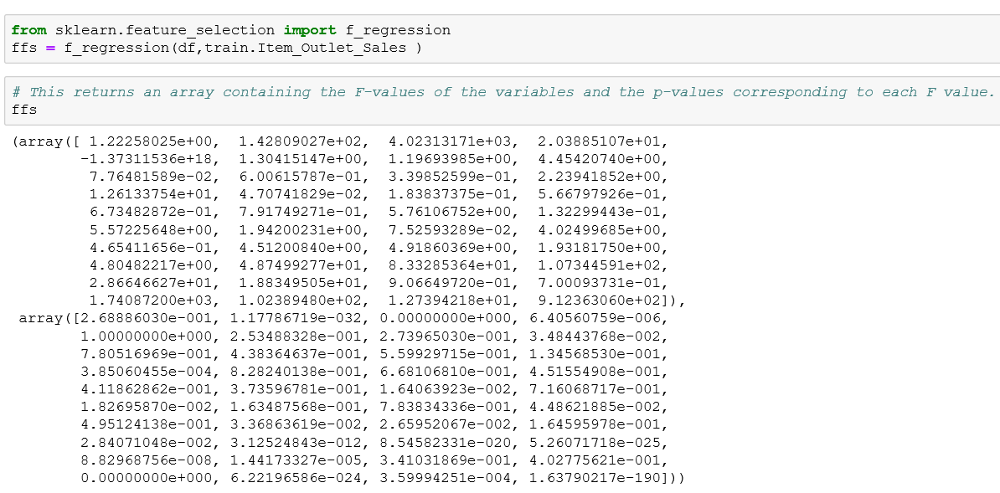 from sklearn.feature_selection import f_regression
ffs = f_regression(df,train.Item_Outlet_Sales )
# This returns an array containing the F-values of the variables and the p-values corresponding to each F value.
ffs
(array([ 1.22258025e+00,  1.42809027e+02,  4.02313171e+03,  2.03885107e+01,
        -1.37311536e+18,  1.30415147e+00,  1.19693985e+00,  4.45420740e+00,
         7.76481589e-02,  6.00615787e-01,  3.39852599e-01,  2.23941852e+00,
         1.26133754e+01,  4.70741829e-02,  1.83837375e-01,  5.66797926e-01,
         6.73482872e-01,  7.91749271e-01,  5.76106752e+00,  1.32299443e-01,
         5.57225648e+00,  1.94200231e+00,  7.52593289e-02,  4.02499685e+00,
         4.65411656e-01,  4.51200840e+00,  4.91860369e+00,  1.93181750e+00,
         4.80482217e+00,  4.87499277e+01,  8.33285364e+01,  1.07344591e+02,
         2.86646627e+01,  1.88349505e+01,  9.06649720e-01,  7.00093731e-01,
         1.74087200e+03,  1.02389480e+02,  1.27394218e+01,  9.12363060e+02]),
 array([2.68886030e-001, 1.17786719e-032, 0.00000000e+000, 6.40560759e-006,
        1.00000000e+000, 2.53488328e-001, 2.73965030e-001, 3.48443768e-002,
        7.80516969e-001, 4.38364637e-001, 5.59929715e-001, 1.34568530e-001,
        3.85060455e-004, 8.28240138e-001, 6.68106810e-001, 4.51554908e-001,
        4.11862862e-001, 3.73596781e-001, 1.64063923e-002, 7.16068717e-001,
        1.82695870e-002, 1.63487568e-001, 7.83834336e-001, 4.48621885e-002,
        4.95124138e-001, 3.36863619e-002, 2.65952067e-002, 1.64595978e-001,
        2.84071048e-002, 3.12524843e-012, 8.54582331e-020, 5.26071718e-025,
        8.82968756e-008, 1.44173327e-005, 3.41031869e-001, 4.02775621e-001,
        0.00000000e+000, 6.22196586e-024, 3.59994251e-004, 1.63790217e-190]))